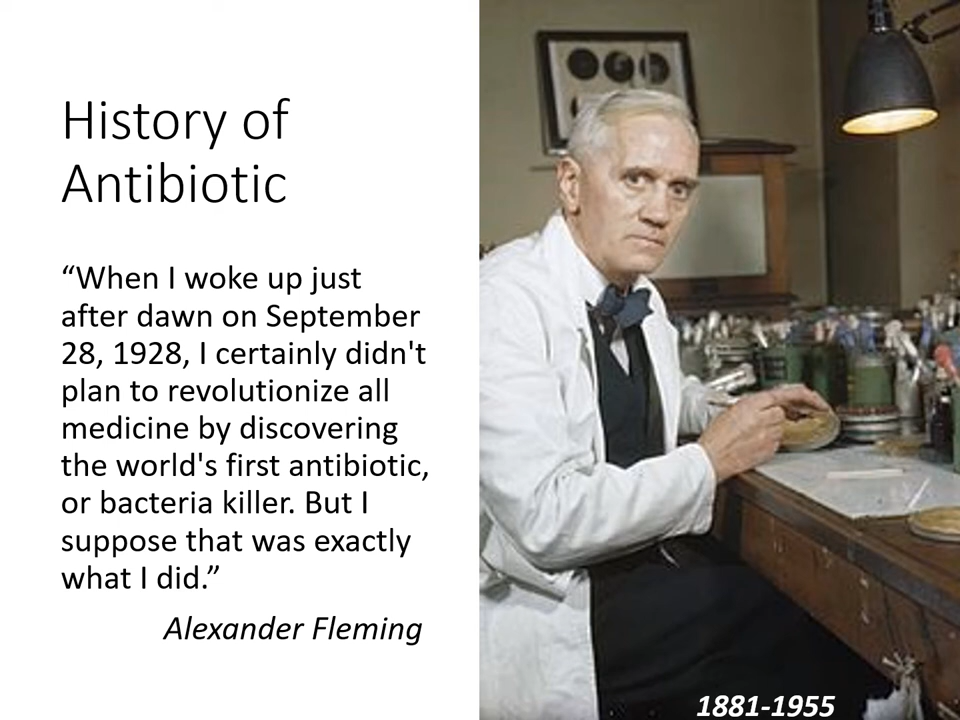 History of
Antibiotic
“When I woke up just
after dawn on September
28, 1928, I certainly didn't
plan to revolutionize all
medicine by discovering
the world's first antibiotic,
or bacteria killer. But I
suppose that was exactly
what I did.”
Alexander Fleming
1881-1955